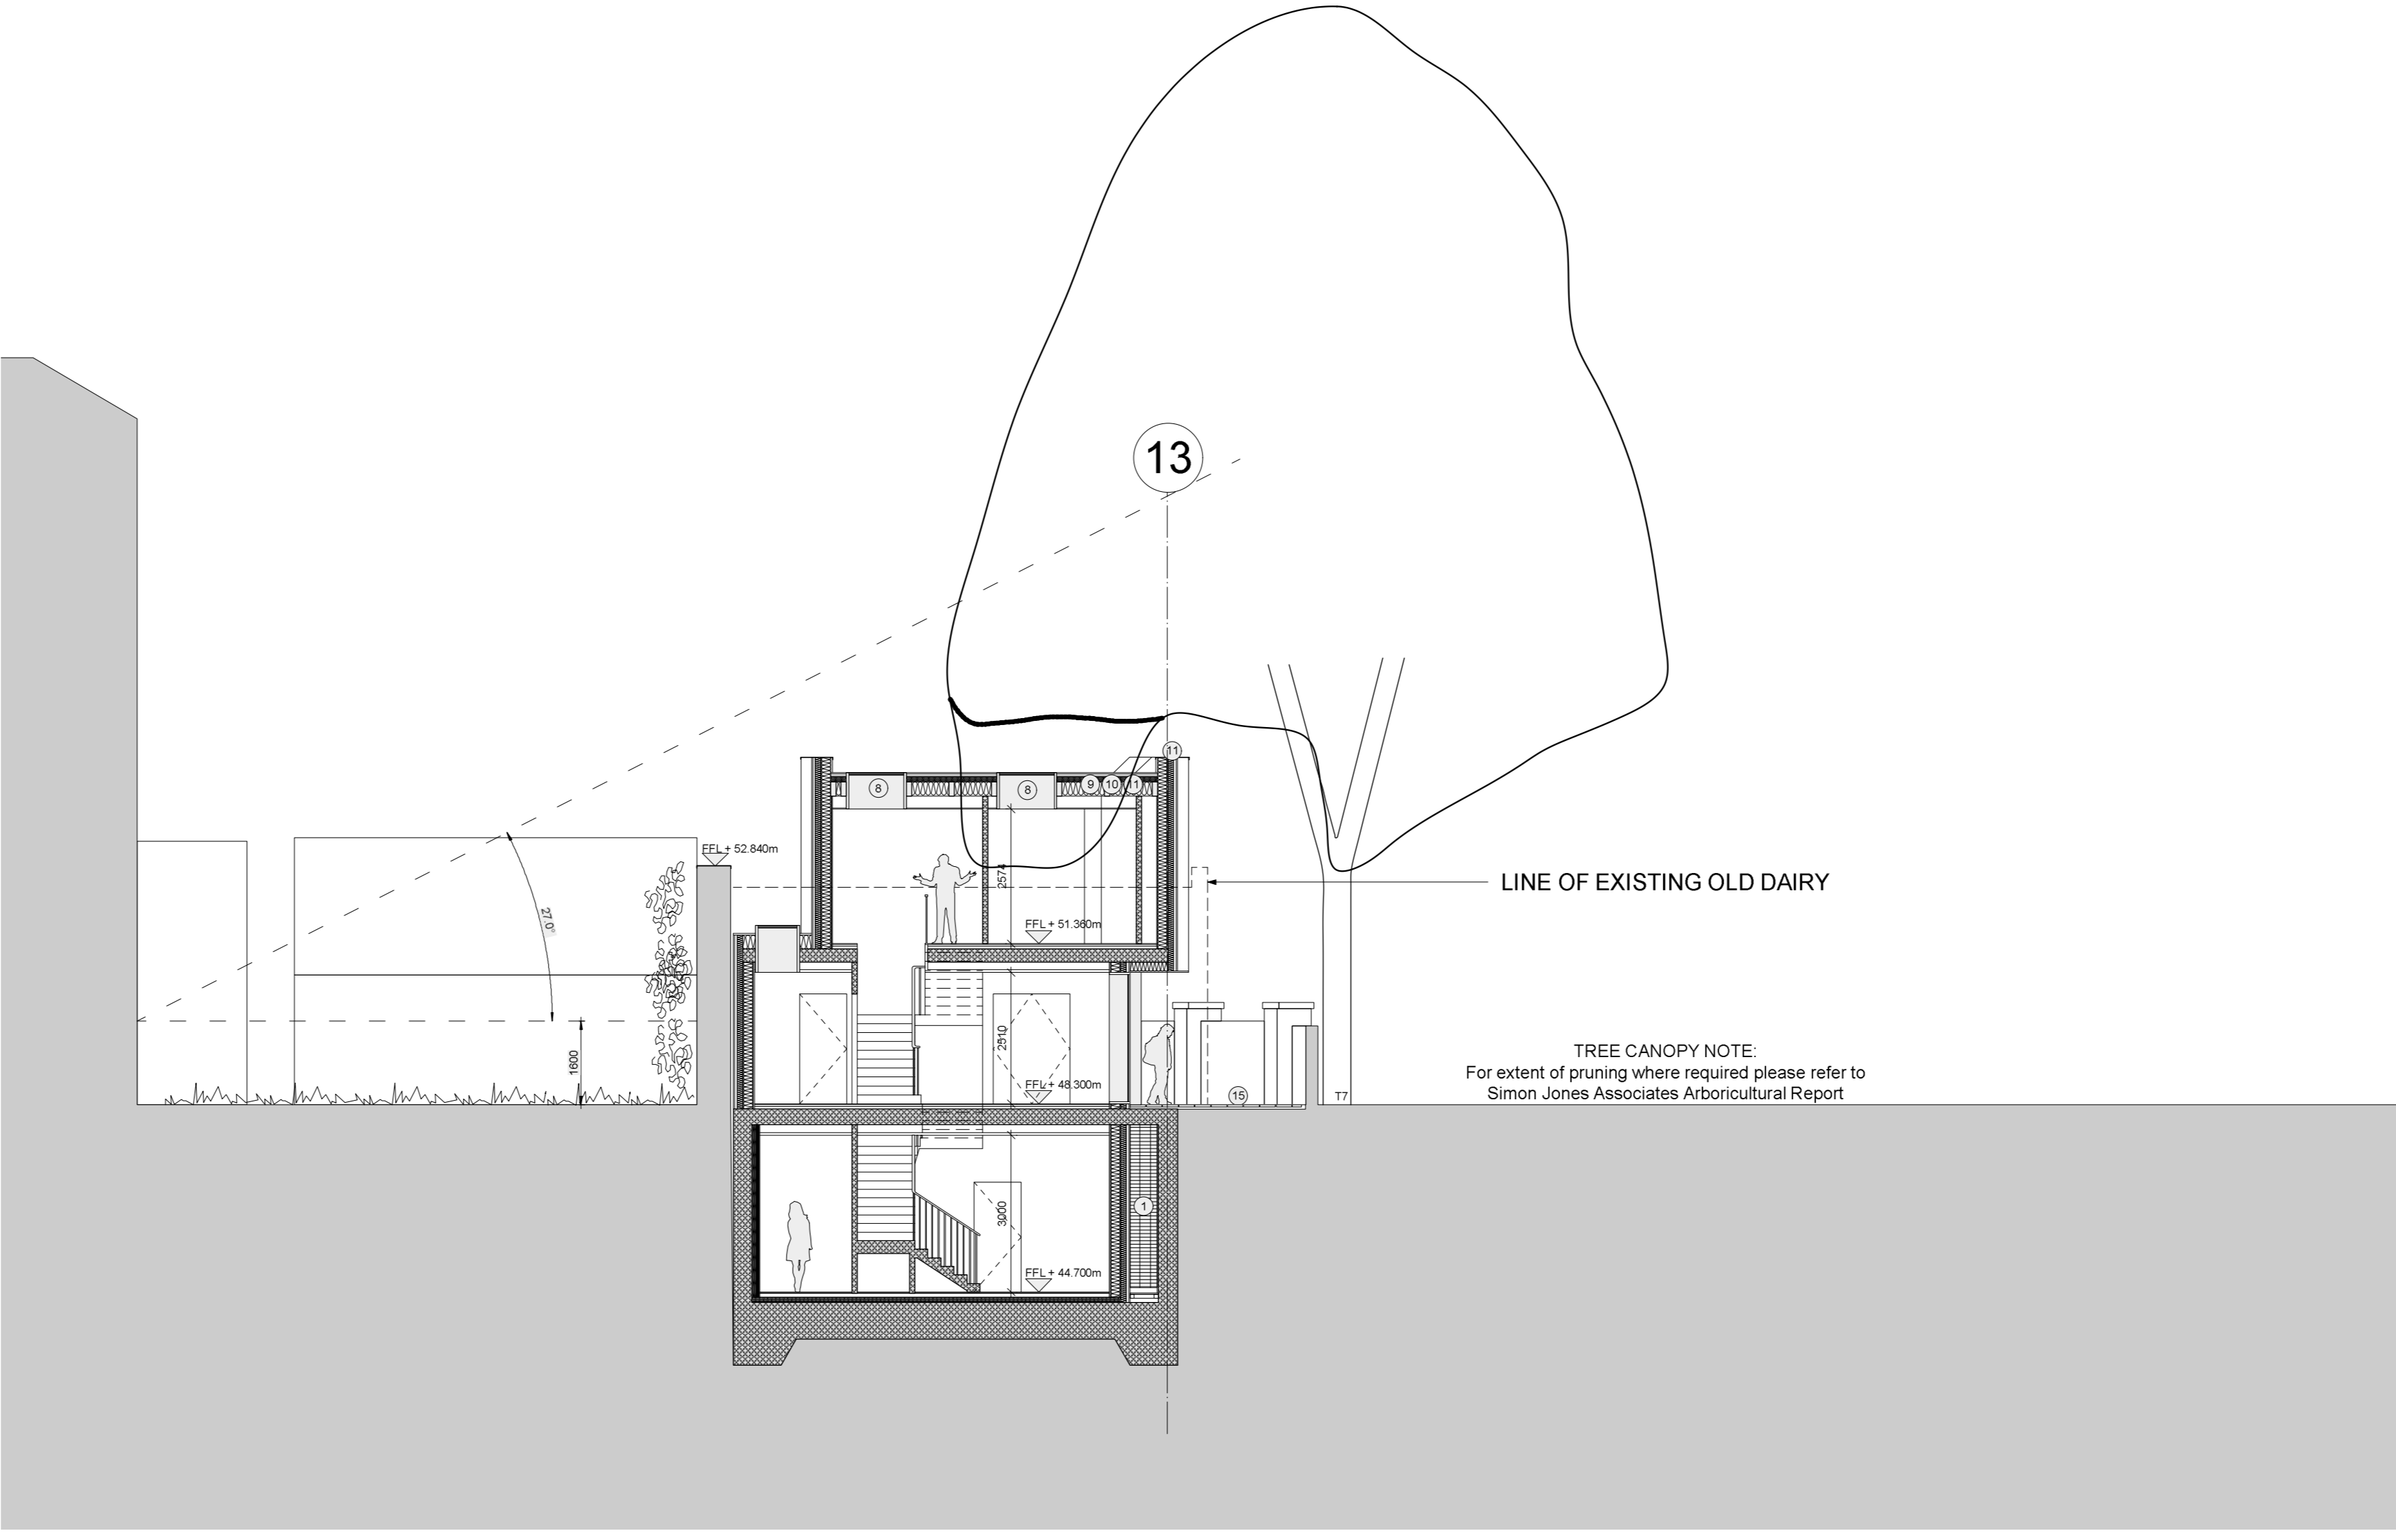 13
11
8
8
9
10
11
FFL + 52.840m
2574
LINE OF EXISTING OLD DAIRY
27.0°
FFL + 51.360m
1600
2510
TREE CANOPY NOTE:
For extent of pruning where required please refer to
Simon Jones Associates Arboricultural Report
FFL + 48.300m
15
T7
3000
1
FFL + 44.700m